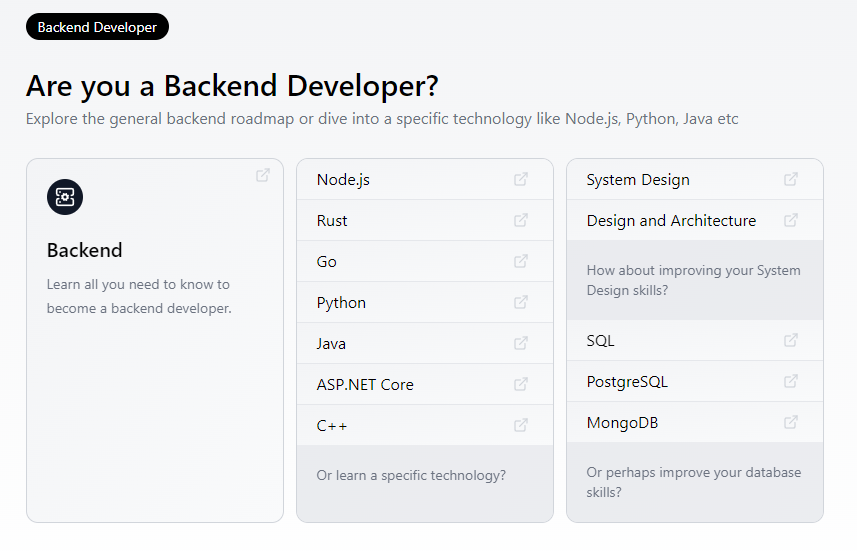 Backend Developer
Are you a Backend Developer?
Explore the general backend roadmap or dive into a specific technology like Node.js, Python, Java etc
Backend
Learn all you need to know to
become a backend developer.
Node.js
Rust
Go
Python
Java
ASP.NET Core
C++
Or learn a specific technology?
System Design
Design and Architecture
How about improving your System
Design skills?
SQL
PostgreSQL
MongoDB
Or perhaps improve your database
skills?